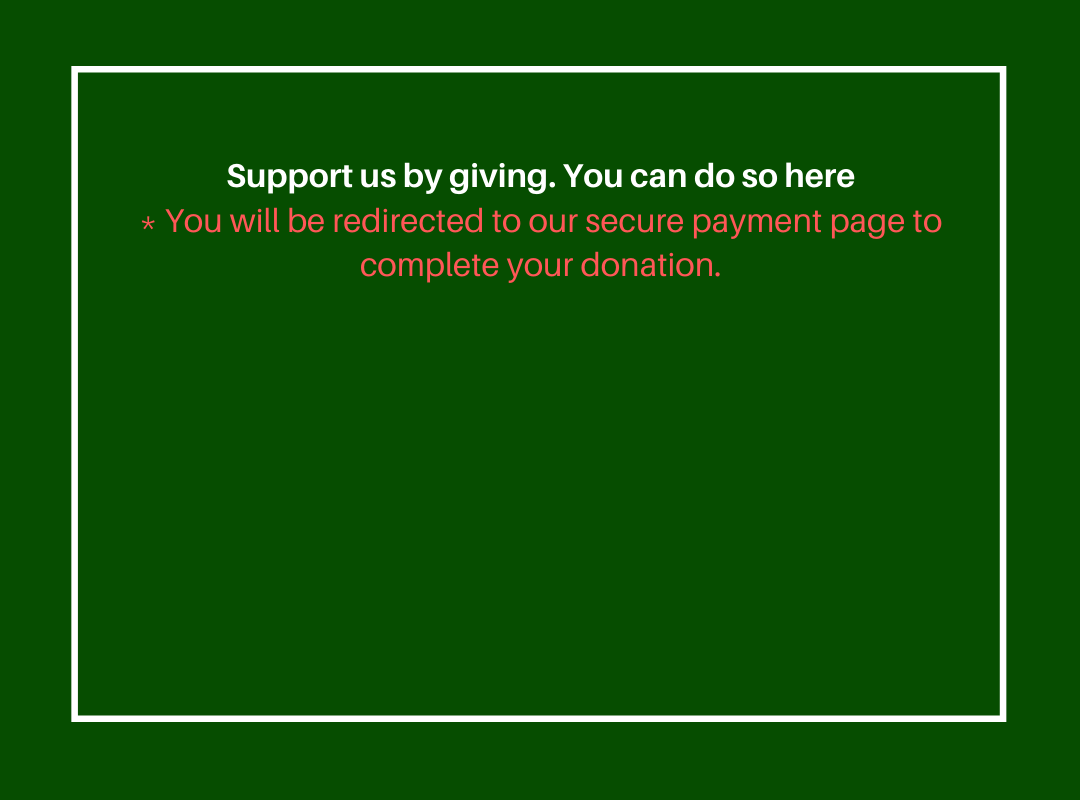 Support us by giving. You can do so here
* You will be redirected to our secure payment page to
complete your donation.